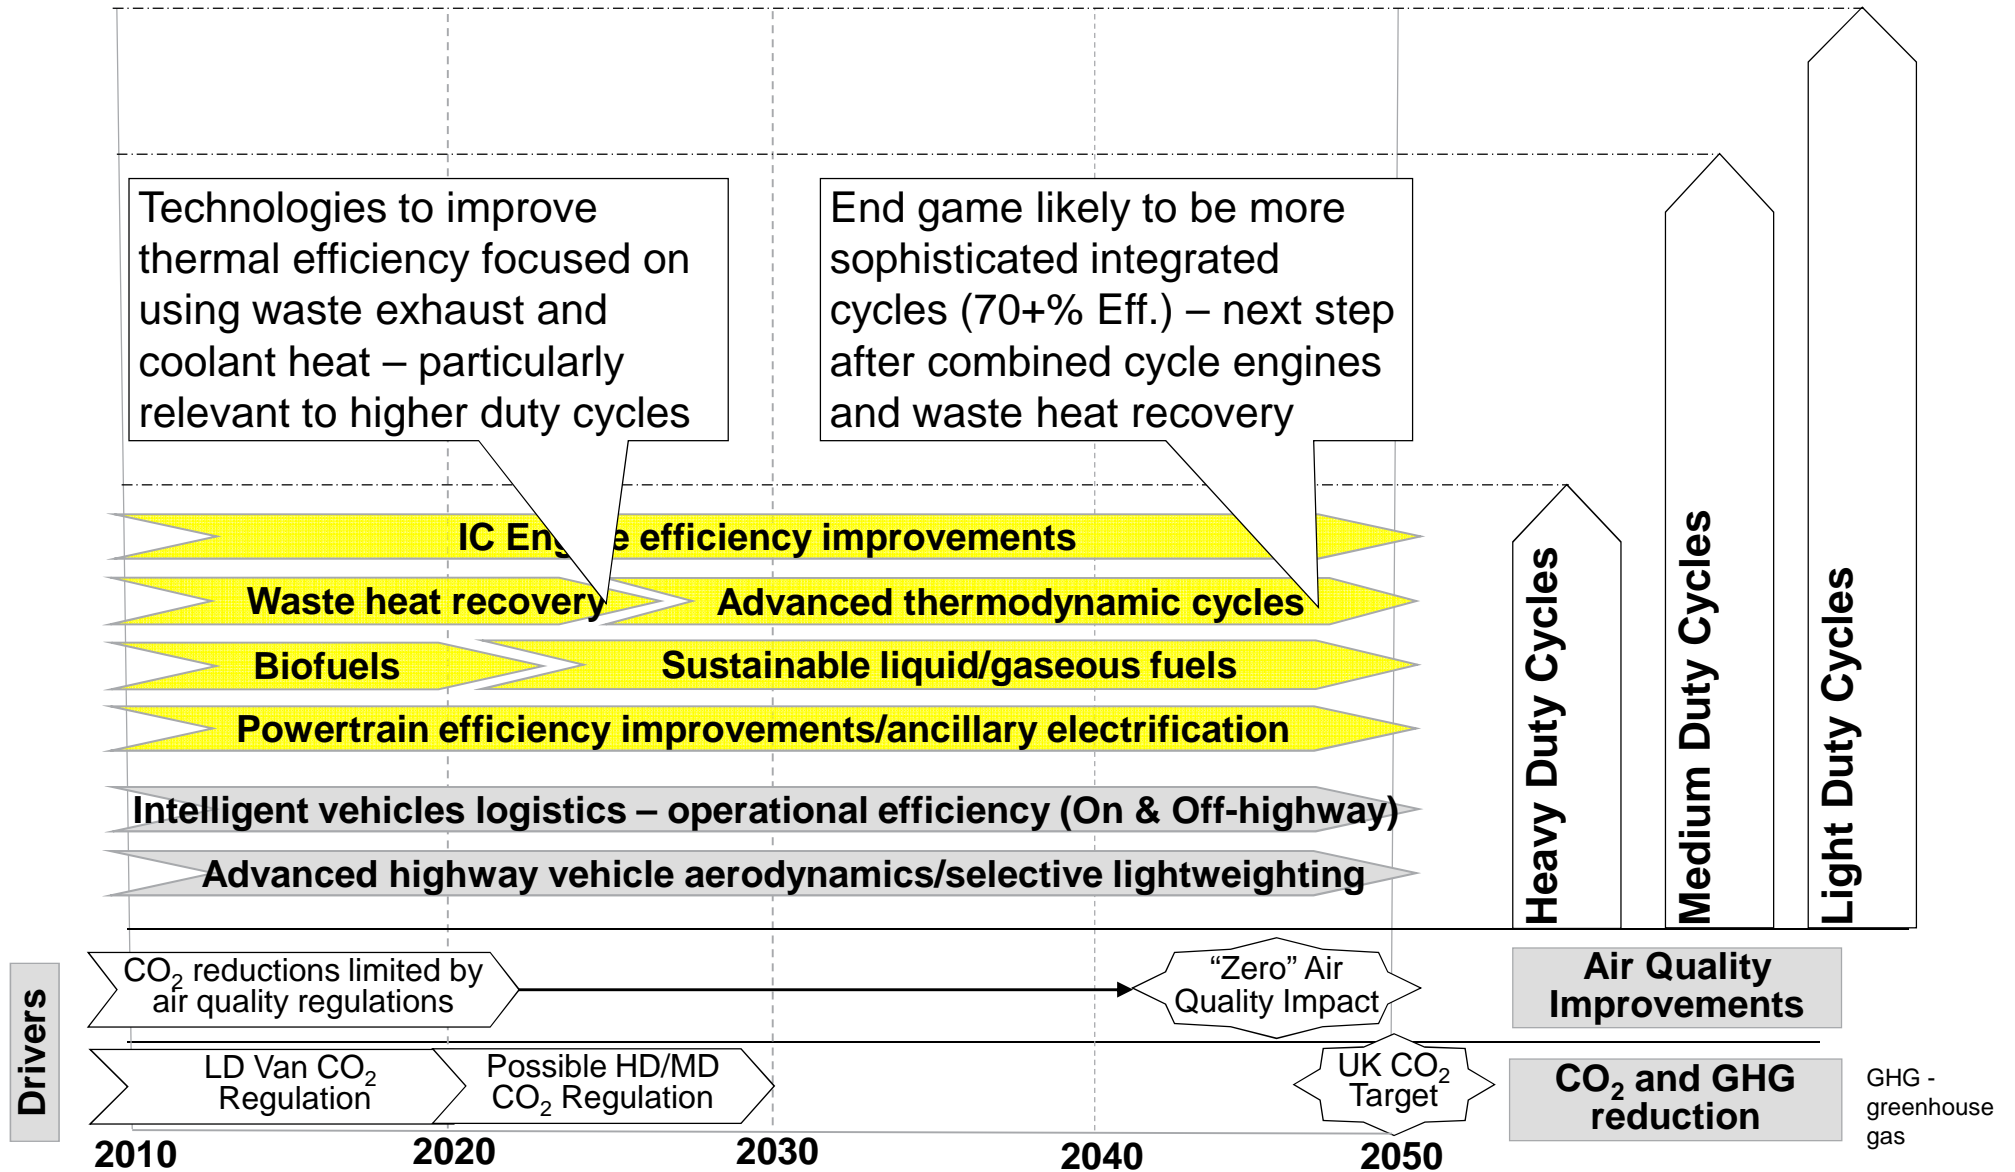 Technologies to improve
thermal efficiency focused on
using waste exhaust and
coolant heat – particularly
relevant to higher duty cycles
End game likely to be more
sophisticated integrated
cycles (70+% Eff.) – next step
after combined cycle engines
and waste heat recovery
IC Eng e efficiency improvements
Waste heat recovery
Advanced thermodynamic cycles
Biofuels
Sustainable liquid/gaseous fuels
Powertrain efficiency improvements/ancillary electrification
Intelligent vehicles logistics – operational efficiency (On & Off-highway)
Advanced highway vehicle aerodynamics/selective lightweighting
Heavy Duty Cycles
Medium Duty Cycles
Light Duty Cycles
Drivers
CO2 reductions limited by
air quality regulations
“Zero” Air
Quality Impact
Air Quality
Improvements
LD Van CO2
Regulation
Possible HD/MD
CO2 Regulation
UK CO2
Target
CO2 and GHG
reduction
GHG -
greenhouse
gas
2010
2020
2030
2040
2050